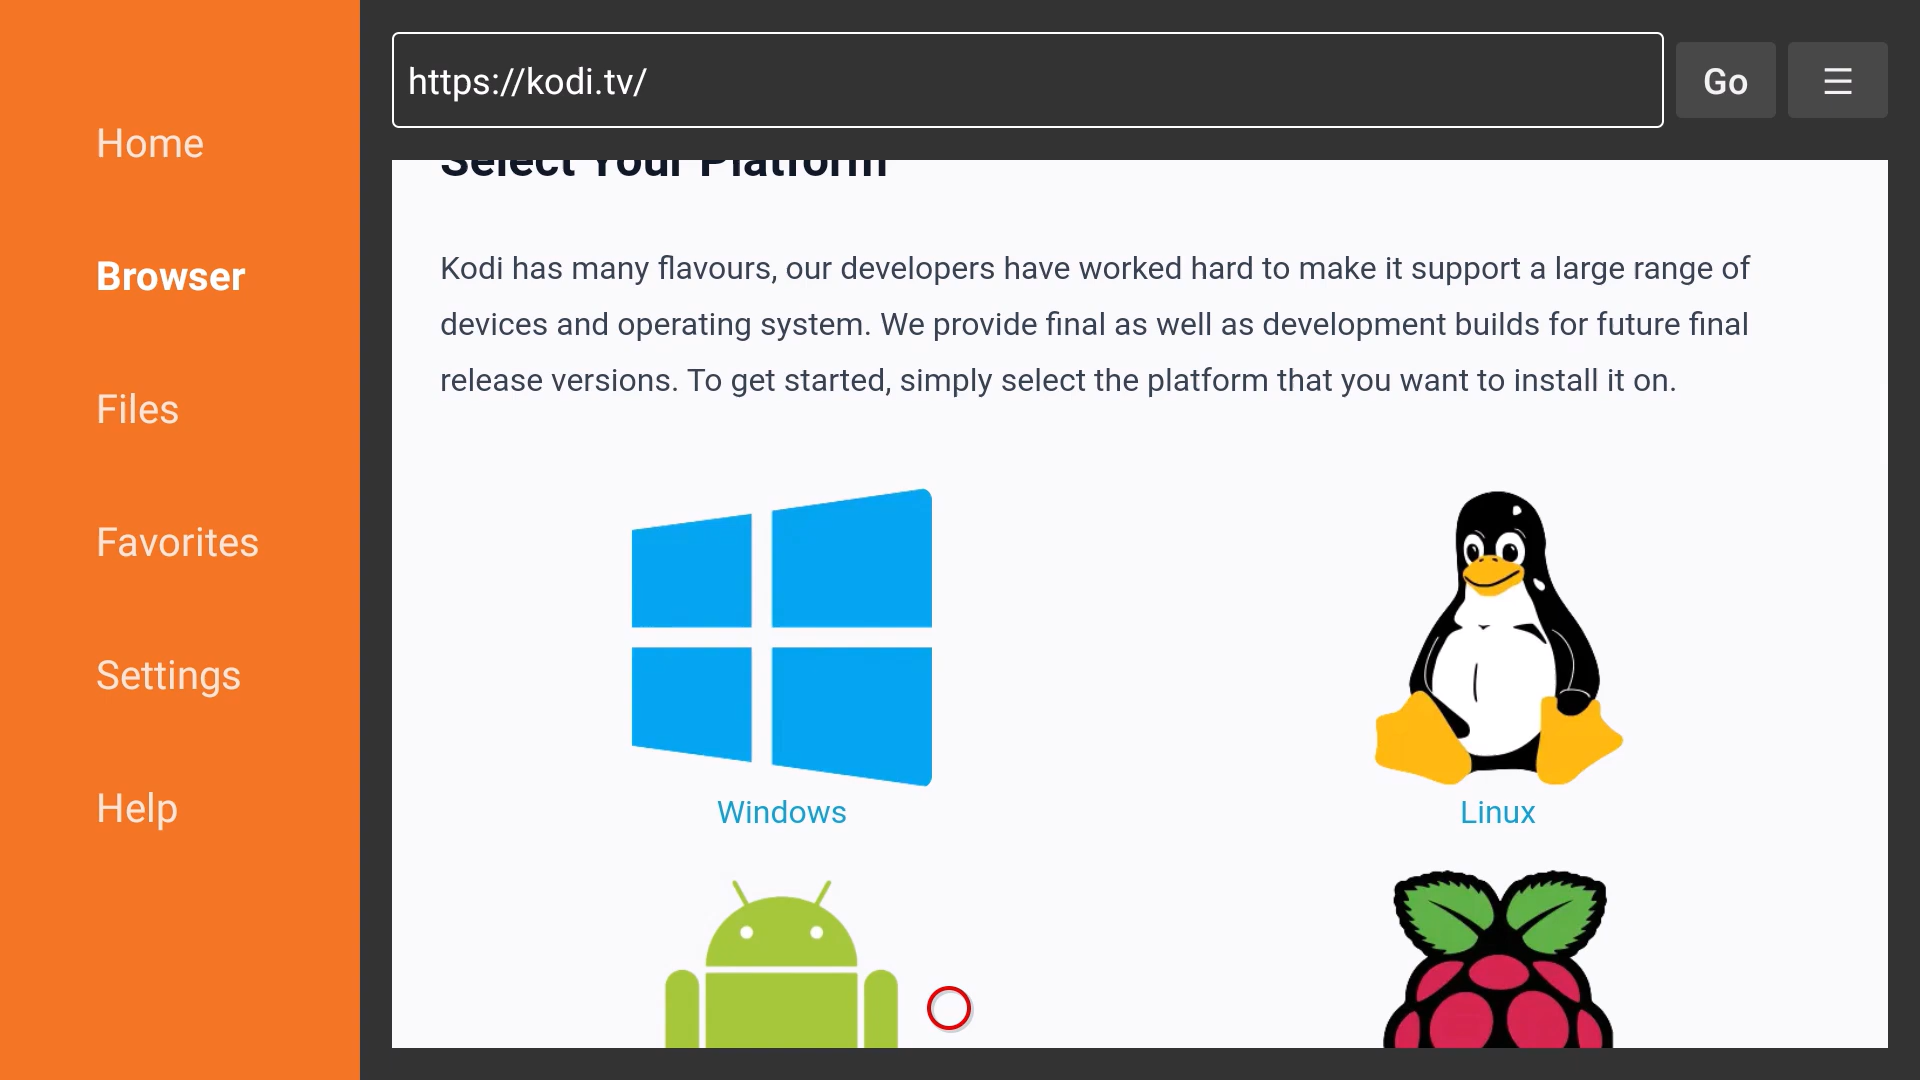 Home
Browser
Files
Favorites
Settings
Help
https://kodi.tv/
Go
Select Your Platform
Kodi has many flavours, our developers have worked hard to make it support a large range of
devices and operating system. We provide final as well as development builds for future final
release versions. To get started, simply select the platform that you want to install it on.
Windows
Linux